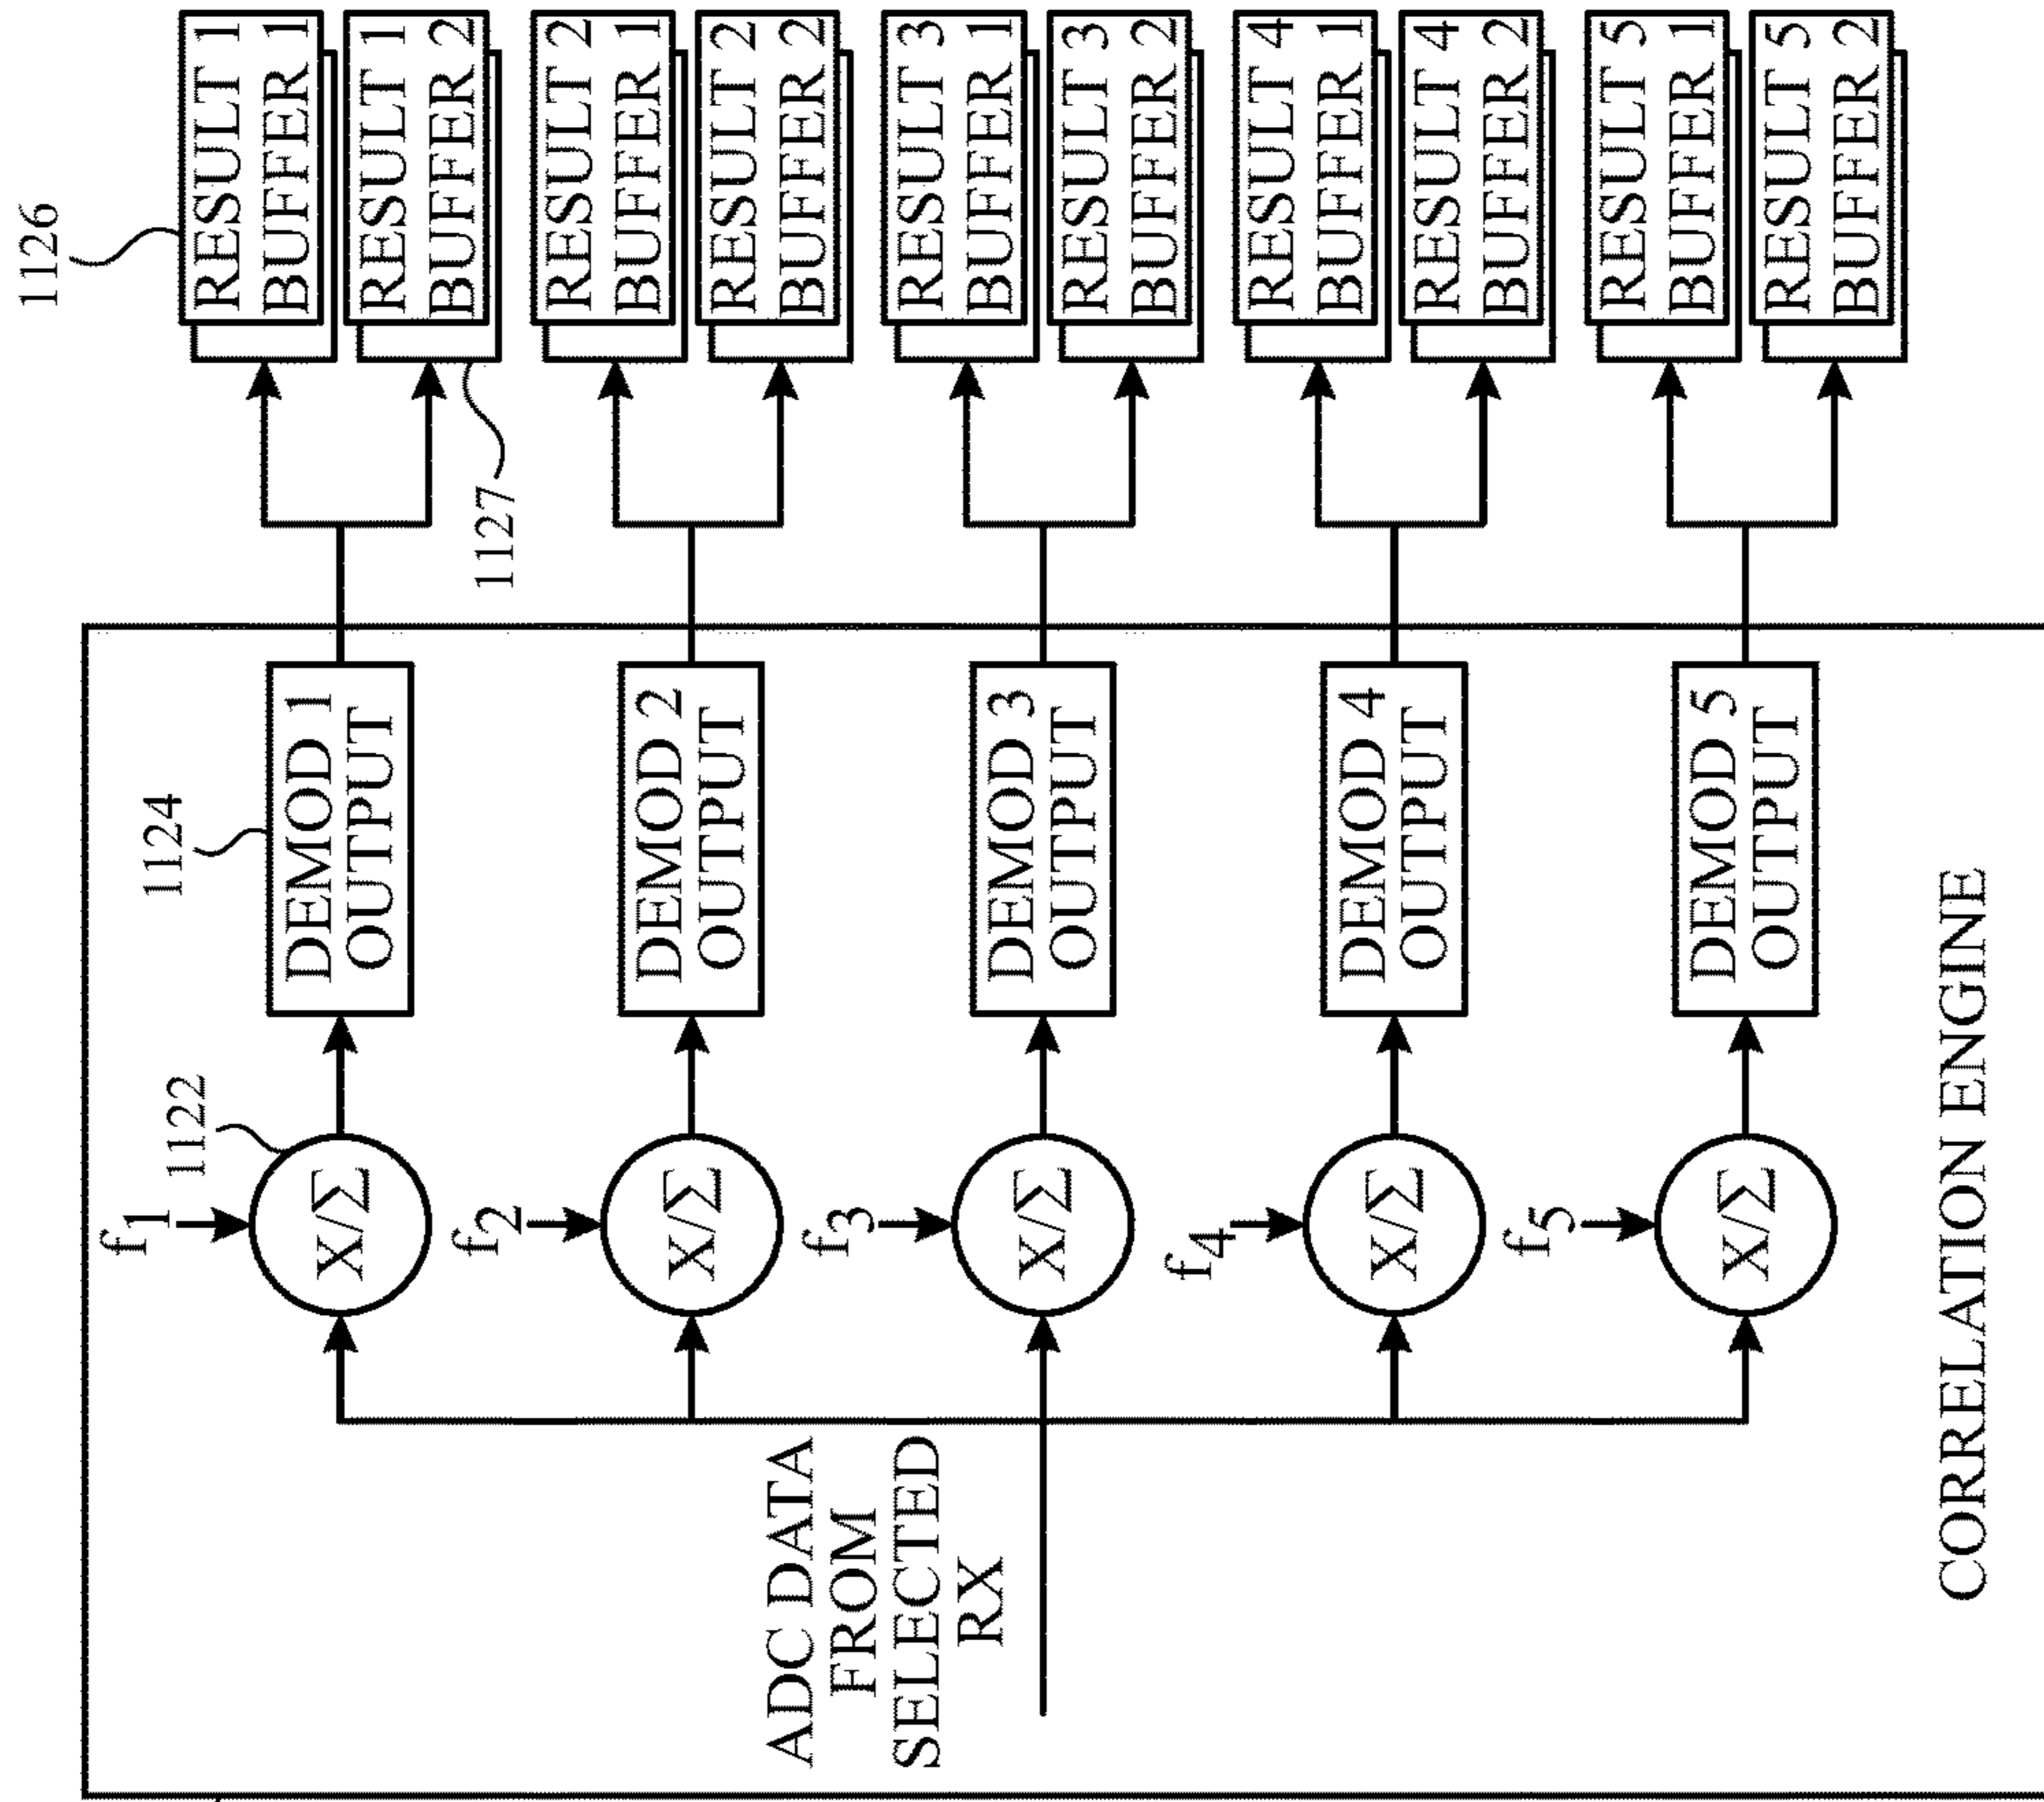 1126
RESULT 1
BUFFER 1
RESULT 1
BUFFER 2
1127
RESULT 2
BUFFER 1
RESULT 2
BUFFER 2
RESULT 3
BUFFER 1
RESULT 3
BUFFER 2
RESULT 4
BUFFER 1
RESULT 4
BUFFER 2
RESULT 5
BUFFER 1
RESULT 5
BUFFER 2
1124
DEMOD 1
OUTPUT
DEMOD 2
OUTPUT
DEMOD 3
OUTPUT
DEMOD 4
OUTPUT
DEMOD 5
OUTPUT
1122
f1
X/Σ
f2
X/Σ
f3
X/Σ
f4
X/Σ
f5
X/Σ
ADC DATA
FROM
SELECTED
RX
CORRELATION ENGINE